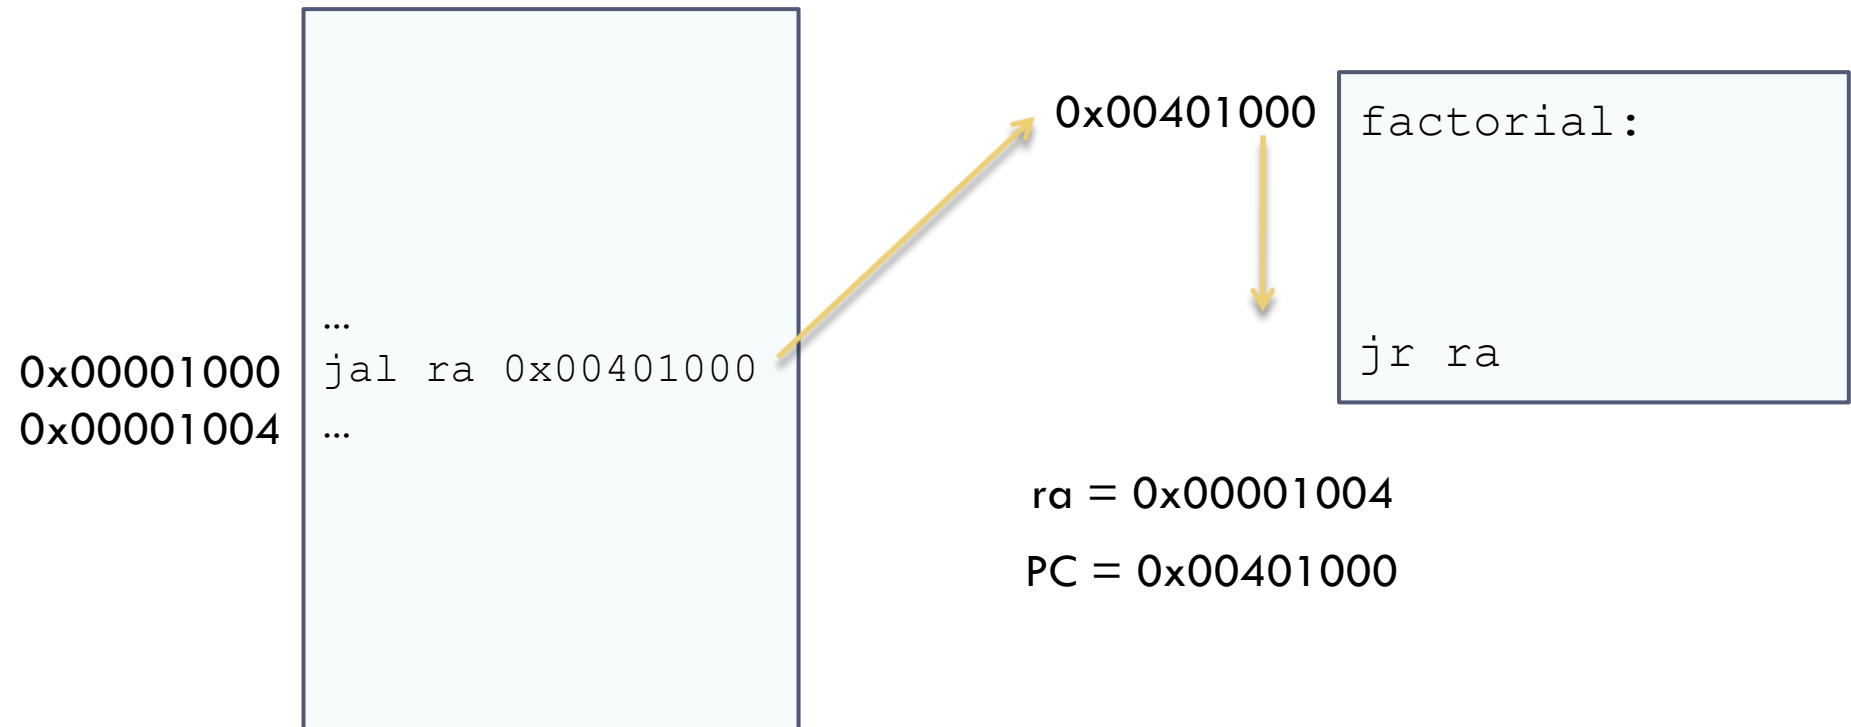 …
0x00001000 jal ra 0x00401000
0x00001004 …
0x00401000 factorial:
jr ra
ra = 0x00001004
PC = 0x00401000